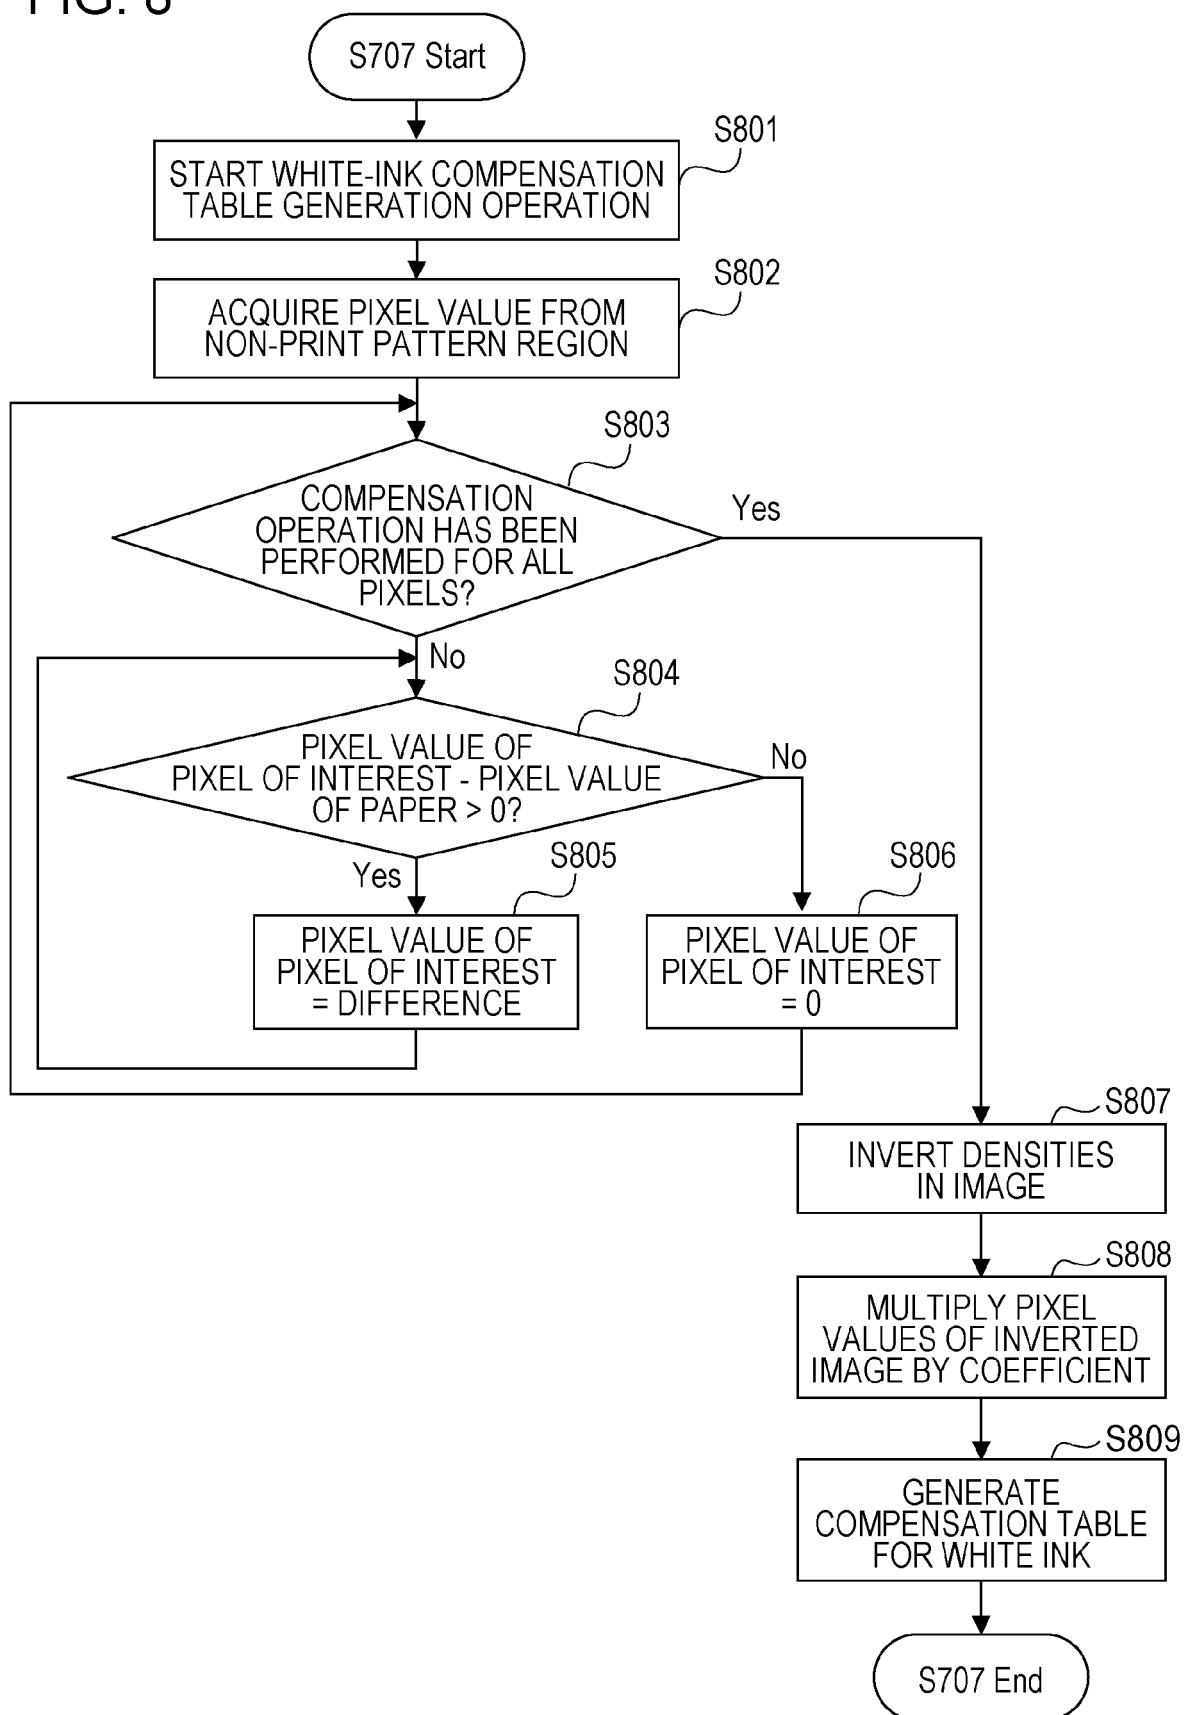 FIG. 8
S707 Start
S801
START WHITE-INK COMPENSATION
TABLE GENERATION OPERATION
S802
ACQUIRE PIXEL VALUE FROM
NON-PRINT PATTERN REGION
S803
COMPENSATION
OPERATION HAS BEEN
PERFORMED FOR ALL
PIXELS?
Yes
No
S804
PIXEL VALUE OF
PIXEL OF INTEREST - PIXEL VALUE
OF PAPER > 0?
No
Yes
S805
PIXEL VALUE OF
PIXEL OF INTEREST
= DIFFERENCE
S806
PIXEL VALUE OF
PIXEL OF INTEREST
= 0
S807
INVERT DENSITIES
IN IMAGE
S808
MULTIPLY PIXEL
VALUES OF INVERTED
IMAGE BY COEFFICIENT
S809
GENERATE
COMPENSATION TABLE
FOR WHITE INK
S707 End